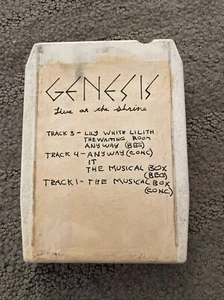 GENESIS
Live at the Shrine
TRACK 3 - LILY WHITE LILITH
THE WAITING ROOM
ANYWAY (BEG)
TRACK 4 - ANYWAY (CONC)
IT
THE MUSICAL BOX
(BEG)
TRACK 1 - THE MUSICAL BOX
(CONC)